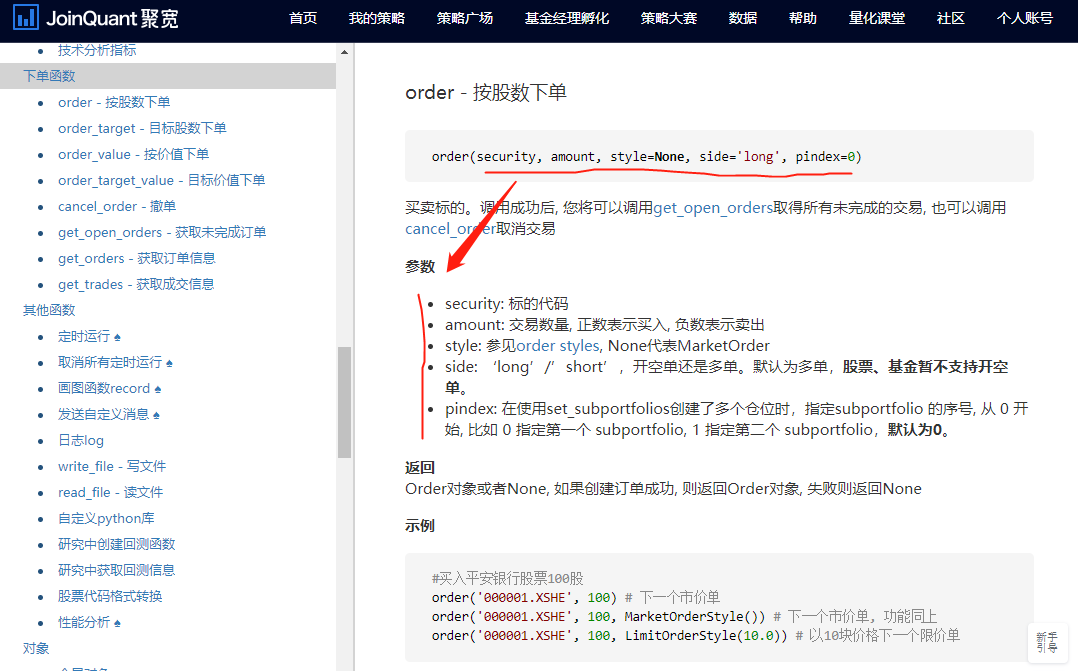 JoinQuant 聚宽
首页 我的策略 策略广场 基金经理孵化 策略大赛 数据 帮助 量化课堂 社区 个人账号
技术分析指标
下单函数
order - 按股数下单
order_target - 目标股数下单
order_value - 按价值下单
order_target_value - 目标价值下单
cancel_order - 撤单
get_open_orders - 获取未完成订单
get_orders - 获取订单信息
get_trades - 获取成交信息
其他函数
定时运行 ♠
取消所有定时运行 ♠
画图函数record ♠
发送自定义消息 ♠
日志log
write_file - 写文件
read_file - 读文件
自定义python库
研究中创建回测函数
研究中获取回测信息
股票代码格式转换
性能分析 ♠
对象
order - 按股数下单
order(security, amount, style=None, side='long', pindex=0)
买卖标的。调用成功后, 您将可以调用get_open_orders取得所有未完成的交易, 也可以调用
cancel_order取消交易
参数
security: 标的代码
amount: 交易数量, 正数表示买入, 负数表示卖出
style: 参见order styles, None代表MarketOrder
side: ‘long’/’short’，开空单还是多单。默认为多单，股票、基金暂不支持开空
单。
pindex: 在使用set_subportfolios创建了多个仓位时，指定subportfolio 的序号, 从 0 开
始, 比如 0 指定第一个 subportfolio, 1 指定第二个 subportfolio，默认为0。
返回
Order对象或者None, 如果创建订单成功, 则返回Order对象, 失败则返回None
示例
#买入平安银行股票100股
order('000001.XSHE', 100) # 下一个市价单
order('000001.XSHE', 100, MarketOrderStyle()) # 下一个市价单, 功能同上
order('000001.XSHE', 100, LimitOrderStyle(10.0)) # 以10块价格下一个限价单
新手
引导